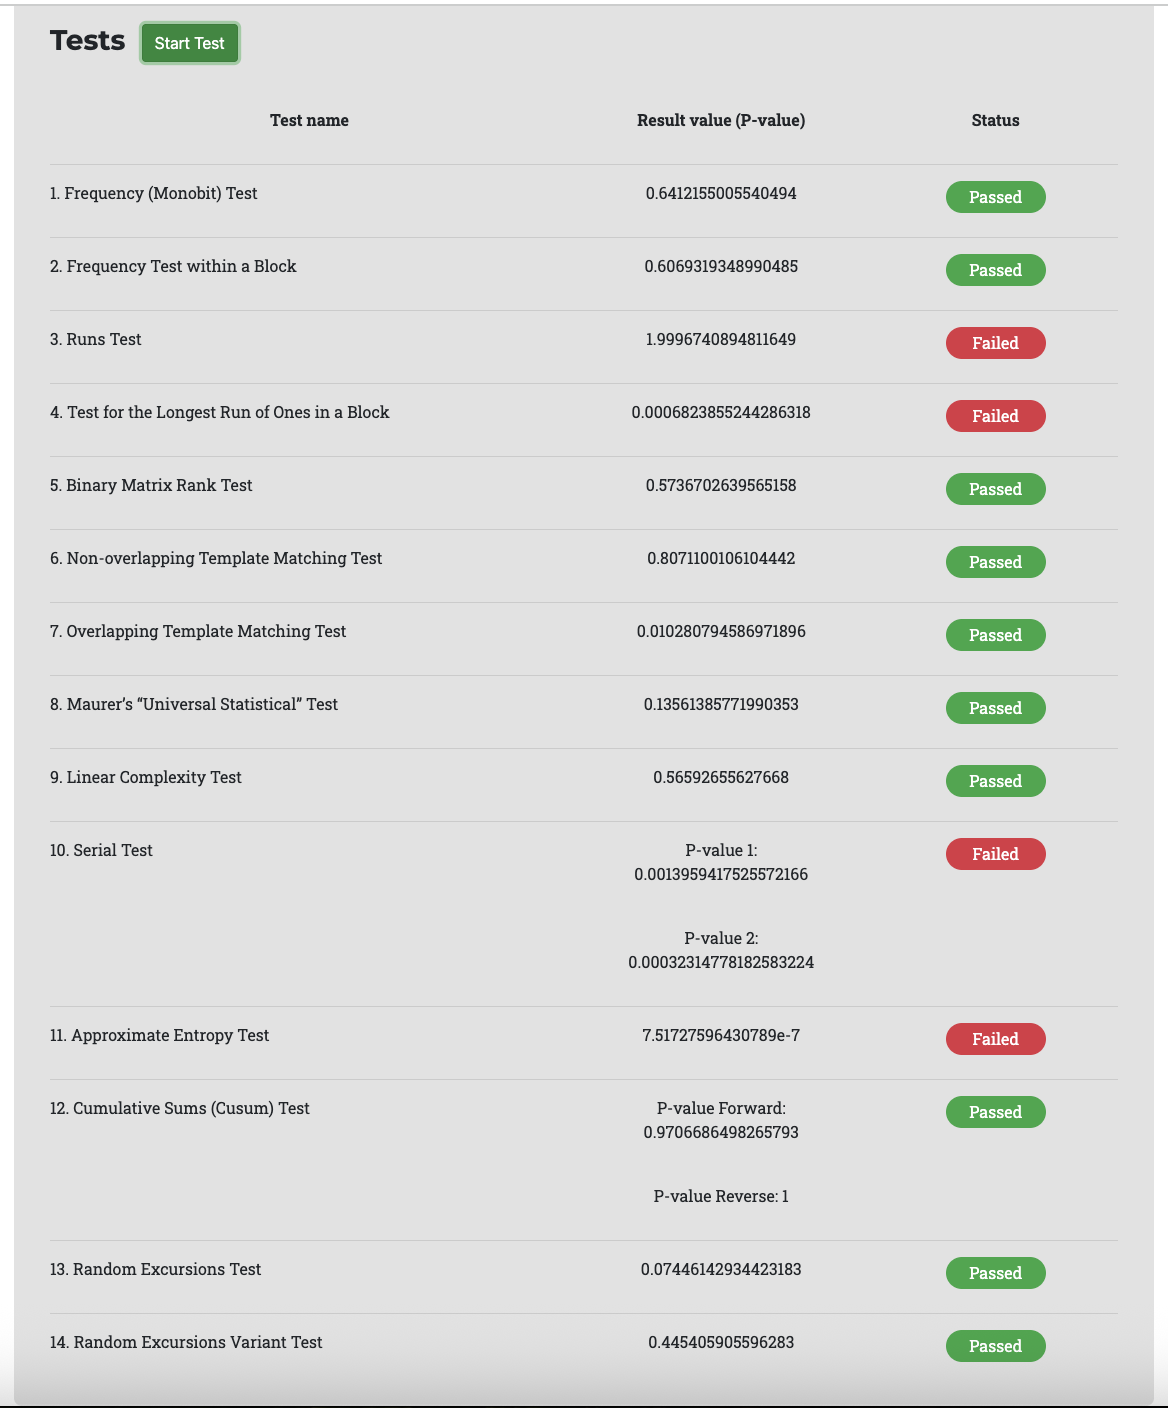 Tests
Start Test
Test name Result value (P-value) Status
1. Frequency (Monobit) Test 0.6412155005540494 Passed
2. Frequency Test within a Block 0.6069319348990485 Passed
3. Runs Test 1.9996740894811649 Failed
4. Test for the Longest Run of Ones in a Block 0.0006823855244286318 Failed
5. Binary Matrix Rank Test 0.5736702639565158 Passed
6. Non-overlapping Template Matching Test 0.8071100106104442 Passed
7. Overlapping Template Matching Test 0.010280794586971896 Passed
8. Maurer’s “Universal Statistical” Test 0.13561385771990353 Passed
9. Linear Complexity Test 0.56592655627668 Passed
10. Serial Test P-value 1: Failed
0.0013959417525572166
P-value 2:
0.00032314778182583224
11. Approximate Entropy Test 7.51727596430789e-7 Failed
12. Cumulative Sums (Cusum) Test P-value Forward: Passed
0.9706686498265793
P-value Reverse: 1
13. Random Excursions Test 0.07446142934423183 Passed
14. Random Excursions Variant Test 0.445405905596283 Passed